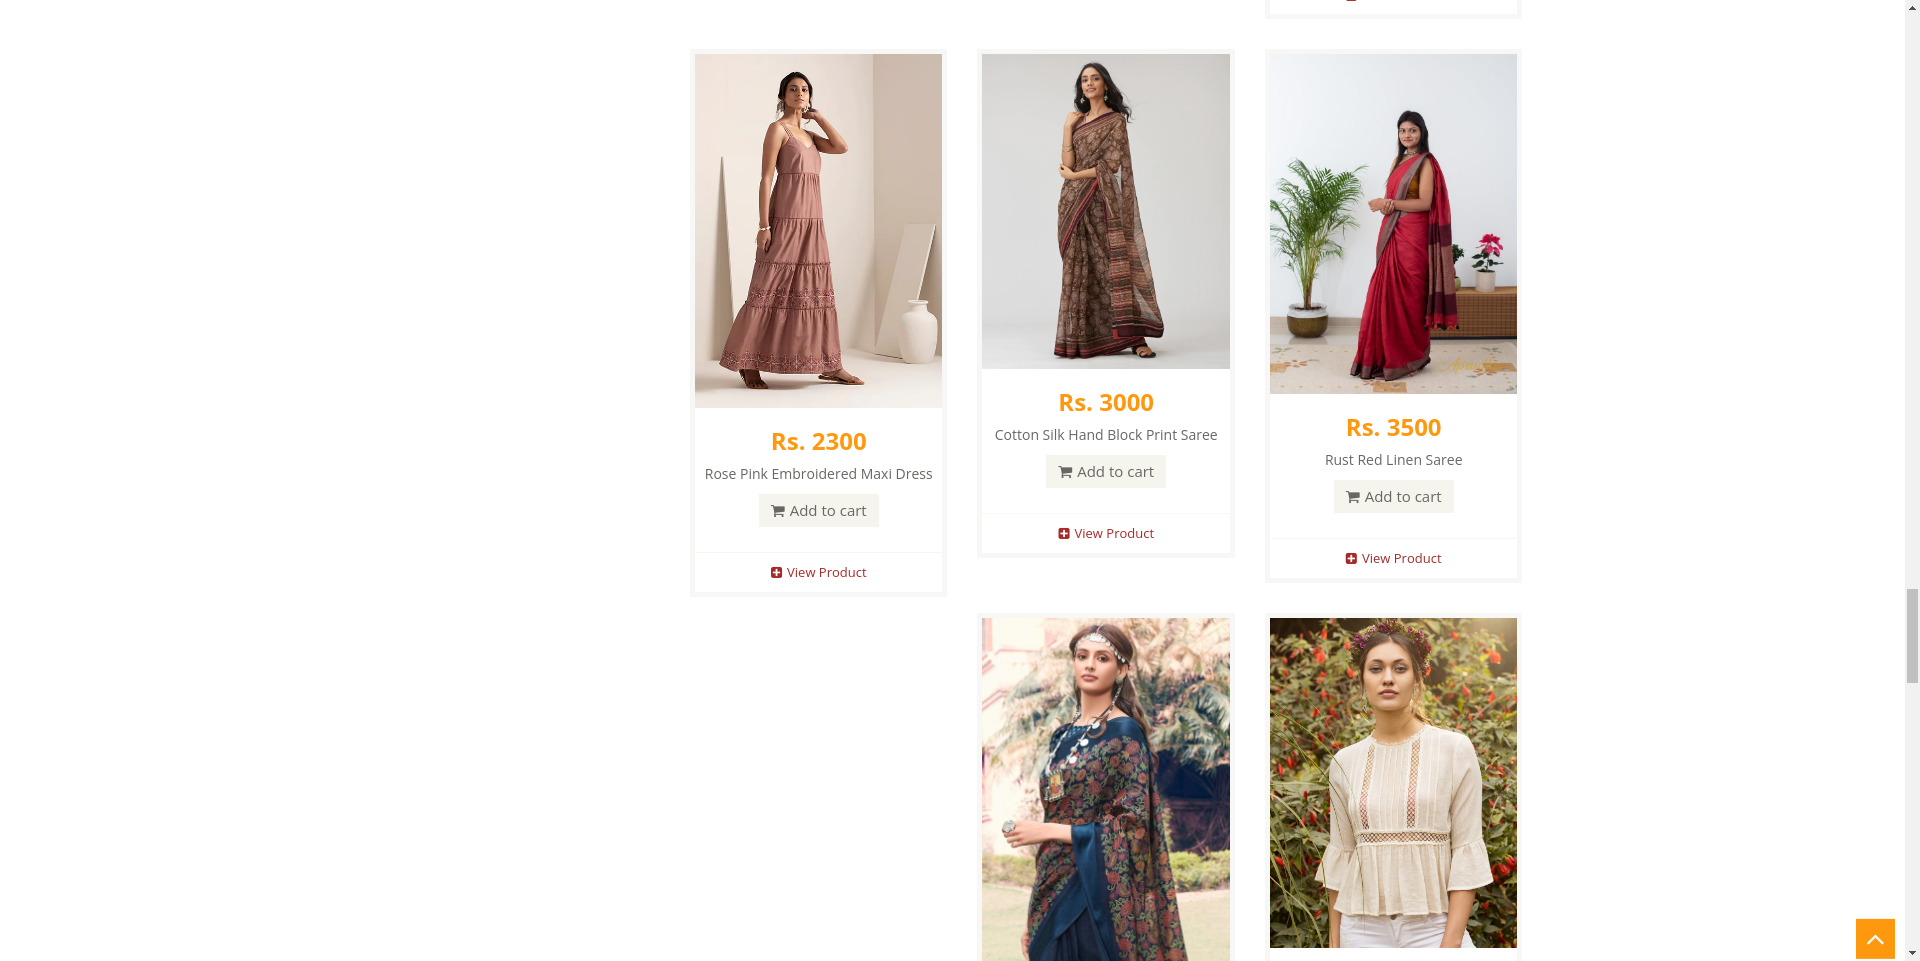 Rs. 2300
Rose Pink Embroidered Maxi Dress
Add to cart
View Product
Rs. 3000
Cotton Silk Hand Block Print Saree
Add to cart
View Product
Rs. 3500
Rust Red Linen Saree
Add to cart
View Product